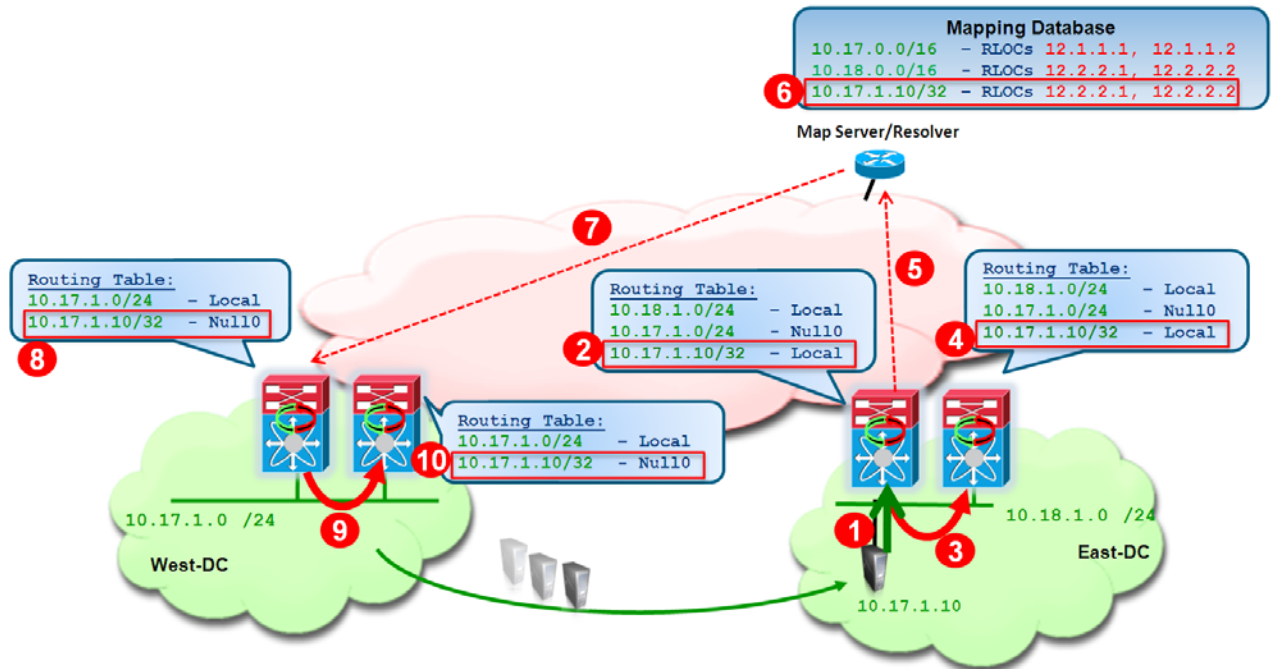 Mapping Database
10.17.0.0/16 – RLOCs 12.1.1.1, 12.1.1.2
10.18.0.0/16 – RLOCs 12.2.2.1, 12.2.2.2
6 10.17.1.10/32 – RLOCs 12.2.2.1, 12.2.2.2
Map Server/Resolver
7
5
Routing Table:
10.17.1.0/24 – Local
10.17.1.10/32 – Null0
8
Routing Table:
10.18.1.0/24 – Local
10.17.1.0/24 – Null0
2 10.17.1.10/32 – Local
Routing Table:
10.18.1.0/24 – Local
10.17.1.0/24 – Null0
4 10.17.1.10/32 – Local
Routing Table:
10.17.1.0/24 – Local
10 10.17.1.10/32 – Null0
10.17.1.0 /24
9
West-DC
1
3
10.18.1.0 /24
East-DC
10.17.1.10